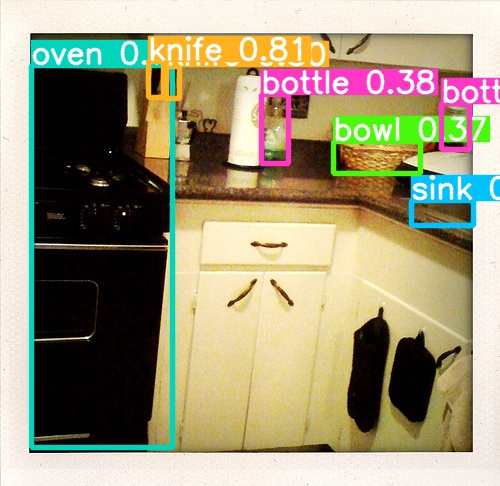 oven 0.
knife 0.81
bottle 0.38
bott
bowl 0.37
sink 0